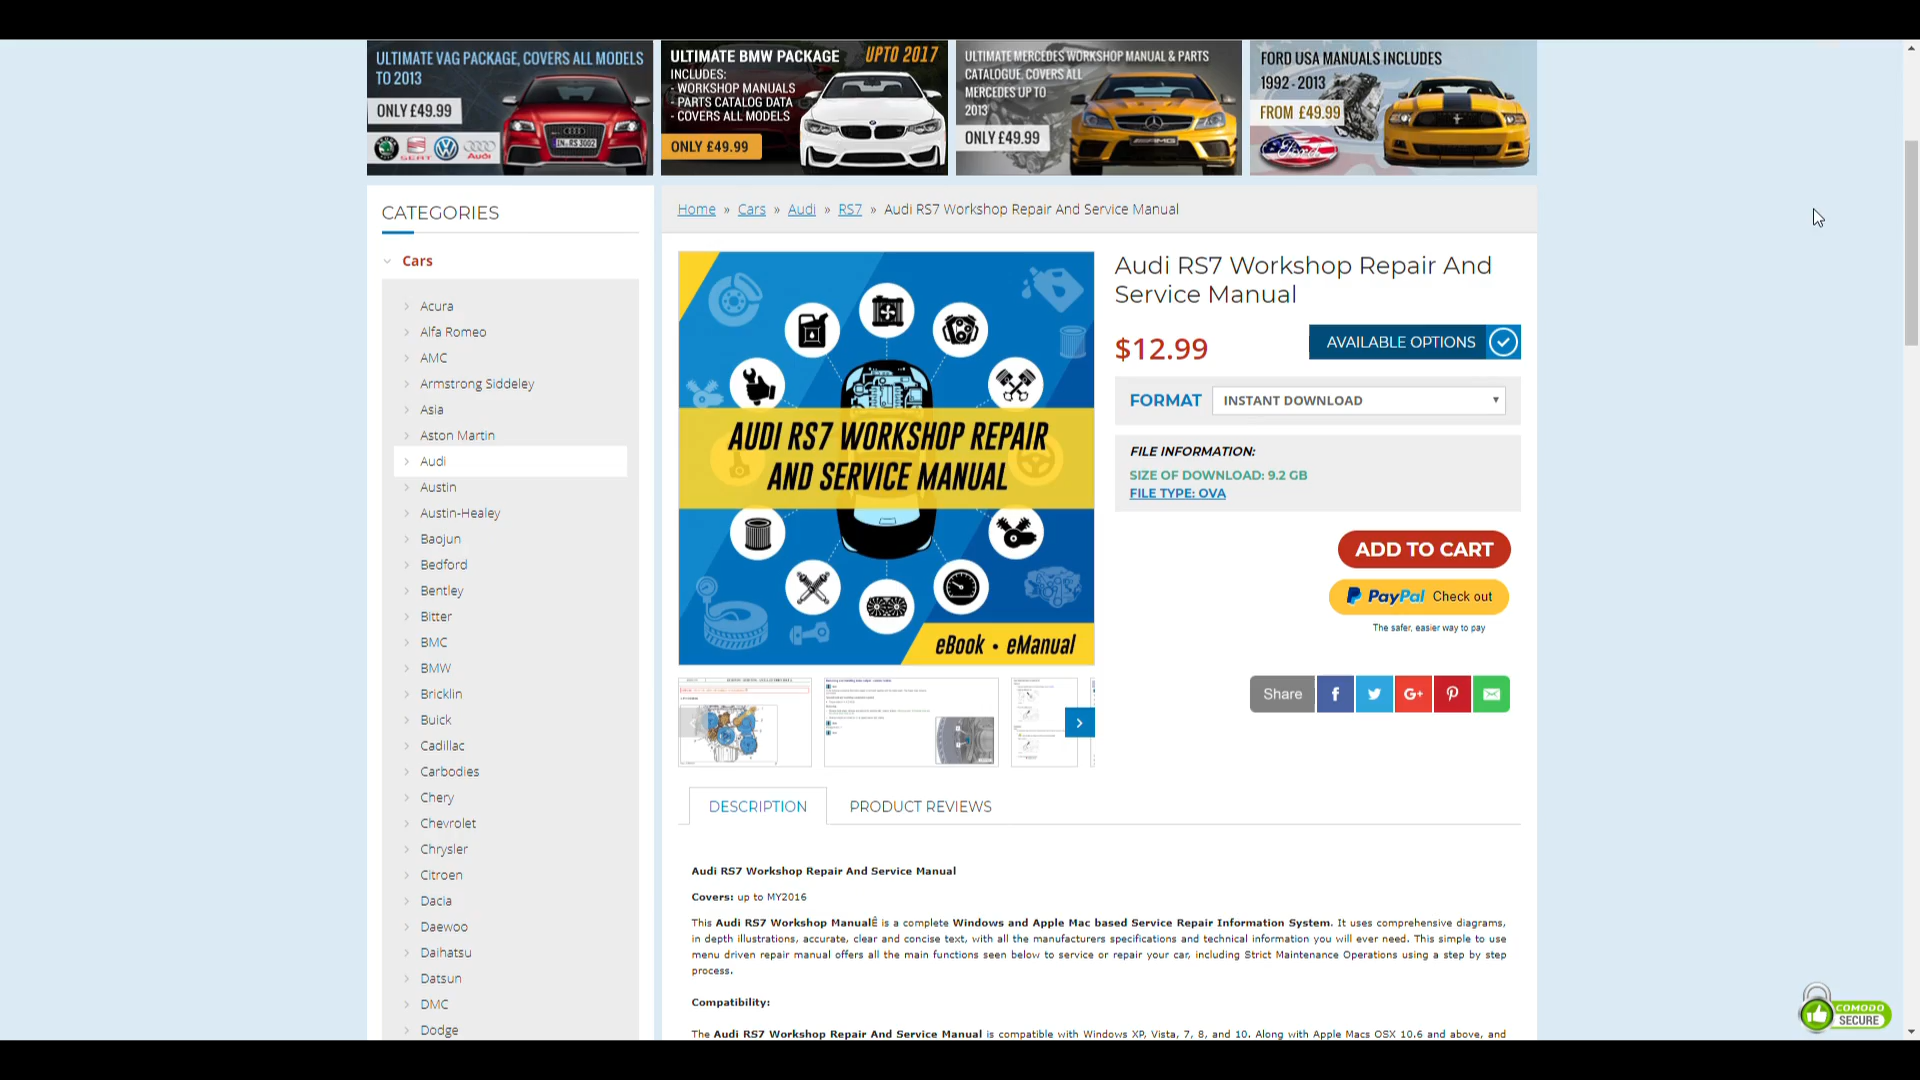 ULTIMATE VAG PACKAGE, COVERS ALL MODELS
TO 2013
ONLY £49.99
SEAT
Audi
ULTIMATE BMW PACKAGE
UPTO 2017
INCLUDES:
- WORKSHOP MANUALS
- PARTS CATALOG DATA
- COVERS ALL MODELS
ONLY £49.99
ULTIMATE MERCEDES WORKSHOP MANUAL & PARTS
CATALOGUE, COVERS ALL
MERCEDES UP TO
2013
ONLY £49.99
FORD USA MANUALS INCLUDES
1992 - 2013
FROM £49.99
Ford
CATEGORIES
Cars
Acura
Alfa Romeo
AMC
Armstrong Siddeley
Asia
Aston Martin
Audi
Austin
Austin-Healey
Baojun
Bedford
Bentley
Bitter
BMC
BMW
Bricklin
Buick
Cadillac
Carbodies
Chery
Chevrolet
Chrysler
Citroen
Dacia
Daewoo
Daihatsu
Datsun
DMC
Dodge
Home » Cars » Audi » RS7 » Audi RS7 Workshop Repair And Service Manual
AUDI RS7 WORKSHOP REPAIR
AND SERVICE MANUAL
eBook • eManual
Audi RS7 Workshop Repair And
Service Manual
$12.99
AVAILABLE OPTIONS
FORMAT INSTANT DOWNLOAD
FILE INFORMATION:
SIZE OF DOWNLOAD: 9.2 GB
FILE TYPE: OVA
ADD TO CART
PayPal Check out
The safer, easier way to pay
Share
DESCRIPTION
PRODUCT REVIEWS
Audi RS7 Workshop Repair And Service Manual
Covers: up to MY2016
This Audi RS7 Workshop ManualÊ is a complete Windows and Apple Mac based Service Repair Information System. It uses comprehensive diagrams,
in depth illustrations, accurate, clear and concise text, with all the manufacturers specifications and technical information you will ever need. This simple to use
menu driven repair manual offers all the main functions seen below to service or repair your car, including Strict Maintenance Operations using a step by step
process.
Compatibility:
The Audi RS7 Workshop Repair And Service Manual is compatible with Windows XP, Vista, 7, 8, and 10. Along with Apple Macs OSX 10.6 and above, and
COMODO
SECURE